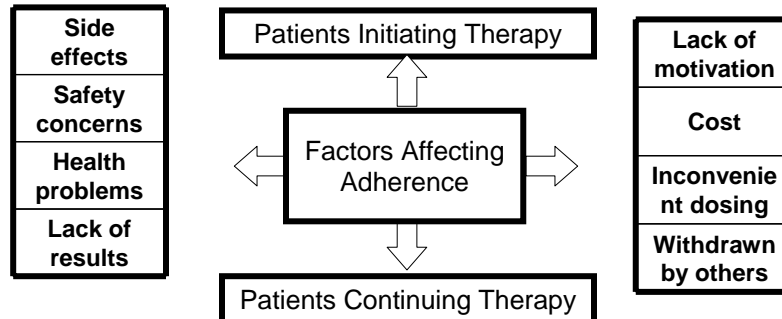 Side
effects
Safety
concerns
Health
problems
Lack of
results
Patients Initiating Therapy
Factors Affecting
Adherence
Patients Continuing Therapy
Lack of
motivation
Cost
Inconvenie
nt dosing
Withdrawn
by others